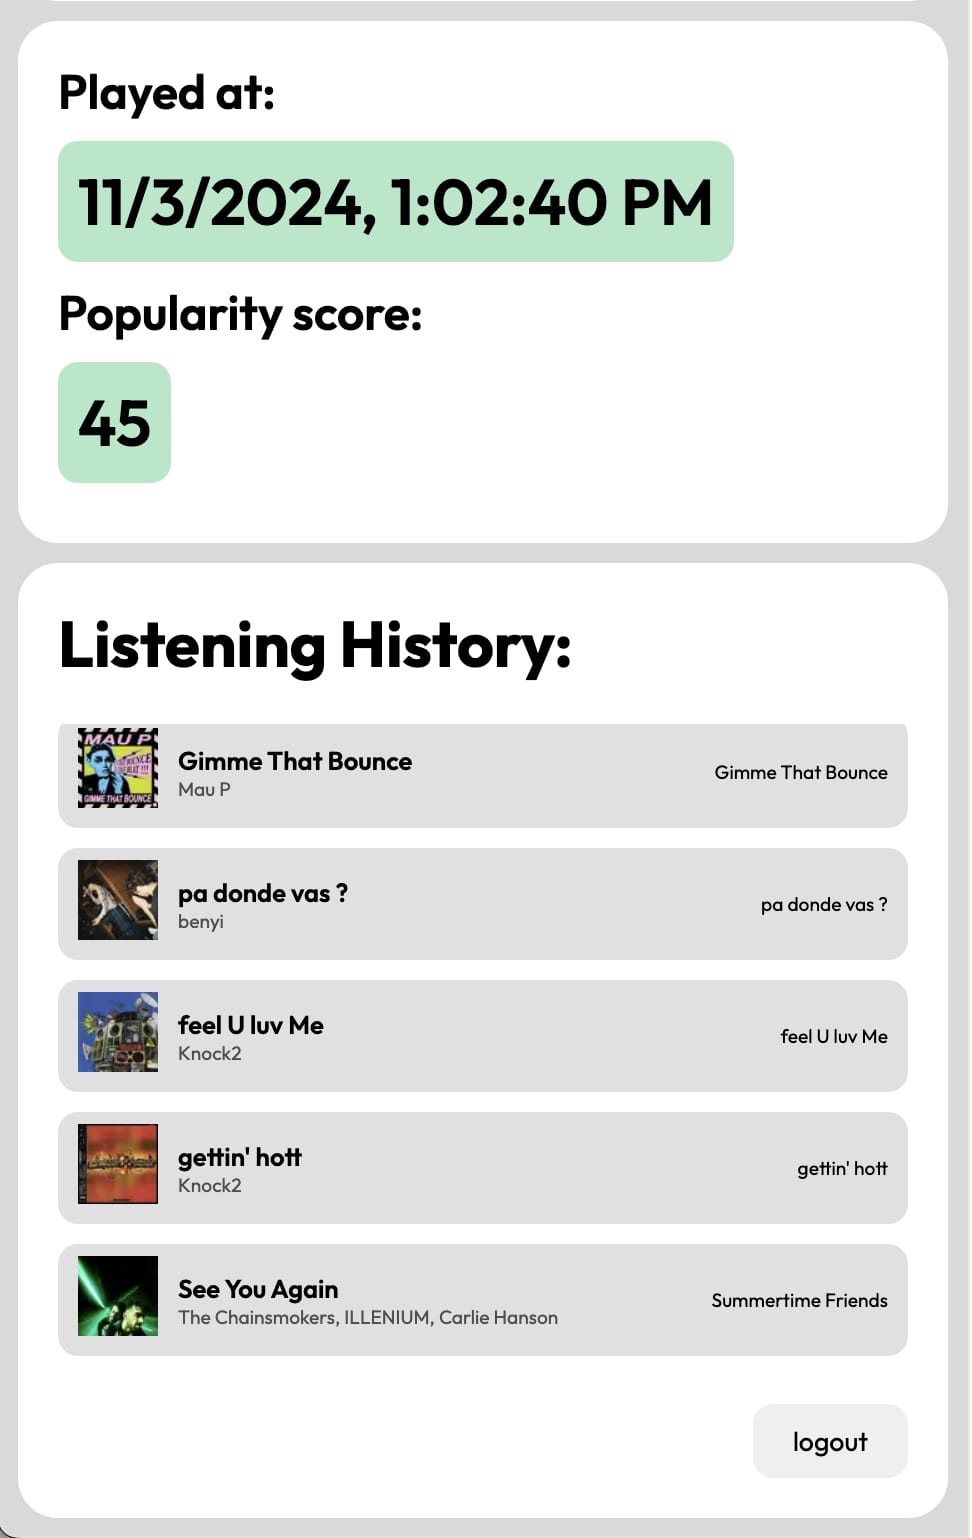 Played at:
11/3/2024, 1:02:40 PM
Popularity score:
45
Listening History:
MAU P
GIMME THAT BOUNCE
Gimme That Bounce
Mau P
Gimme That Bounce
pa donde vas ?
benyi
pa donde vas ?
feel U luv Me
Knock2
feel U luv Me
gettin' hott
Knock2
gettin' hott
See You Again
The Chainsmokers, ILLENIUM, Carlie Hanson
Summertime Friends
logout